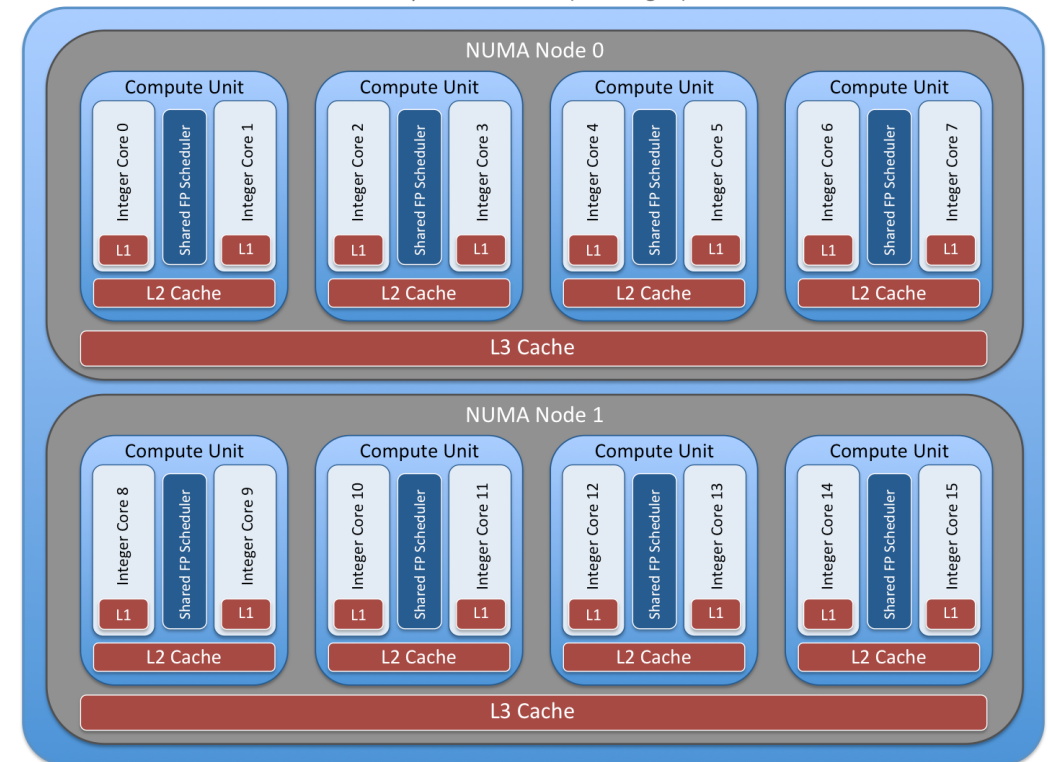 NUMA Node 0
Compute Unit
Integer Core 0
Shared FP Scheduler
Integer Core 1
L1
L1
L2 Cache
Compute Unit
Integer Core 2
Shared FP Scheduler
Integer Core 3
L1
L1
L2 Cache
Compute Unit
Integer Core 4
Shared FP Scheduler
Integer Core 5
L1
L1
L2 Cache
Compute Unit
Integer Core 6
Shared FP Scheduler
Integer Core 7
L1
L1
L2 Cache
L3 Cache
NUMA Node 1
Compute Unit
Integer Core 8
Shared FP Scheduler
Integer Core 9
L1
L1
L2 Cache
Compute Unit
Integer Core 10
Shared FP Scheduler
Integer Core 11
L1
L1
L2 Cache
Compute Unit
Integer Core 12
Shared FP Scheduler
Integer Core 13
L1
L1
L2 Cache
Compute Unit
Integer Core 14
Shared FP Scheduler
Integer Core 15
L1
L1
L2 Cache
L3 Cache